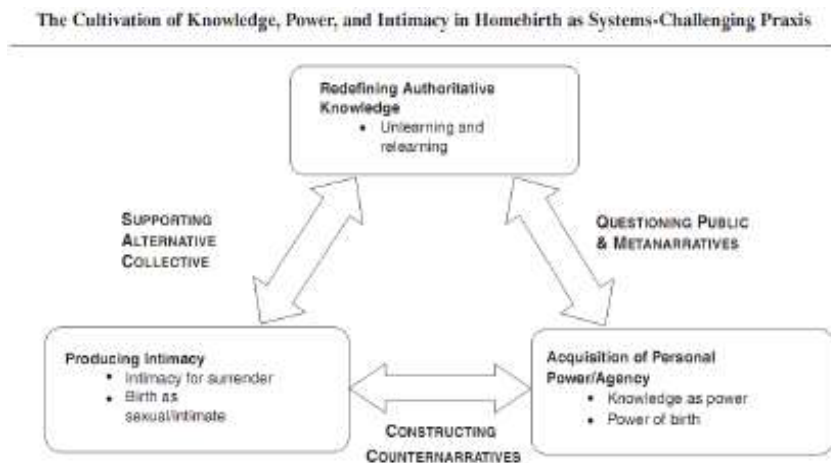 The Cultivation of Knowledge, Power, and Intimacy in Homebirth as Systems-Challenging Praxis
Redefining Authoritative
Knowledge
• Unlearning and
relearning
SUPPORTING
ALTERNATIVE
COLLECTIVE
QUESTIONING PUBLIC
& METANARRATIVES
Producing Intimacy
• Intimacy for surrender
• Birth as
sexual/intimate
Acquisition of Personal
Power/Agency
• Knowledge as power
• Power of birth
CONSTRUCTING
COUNTERNARRATIVES